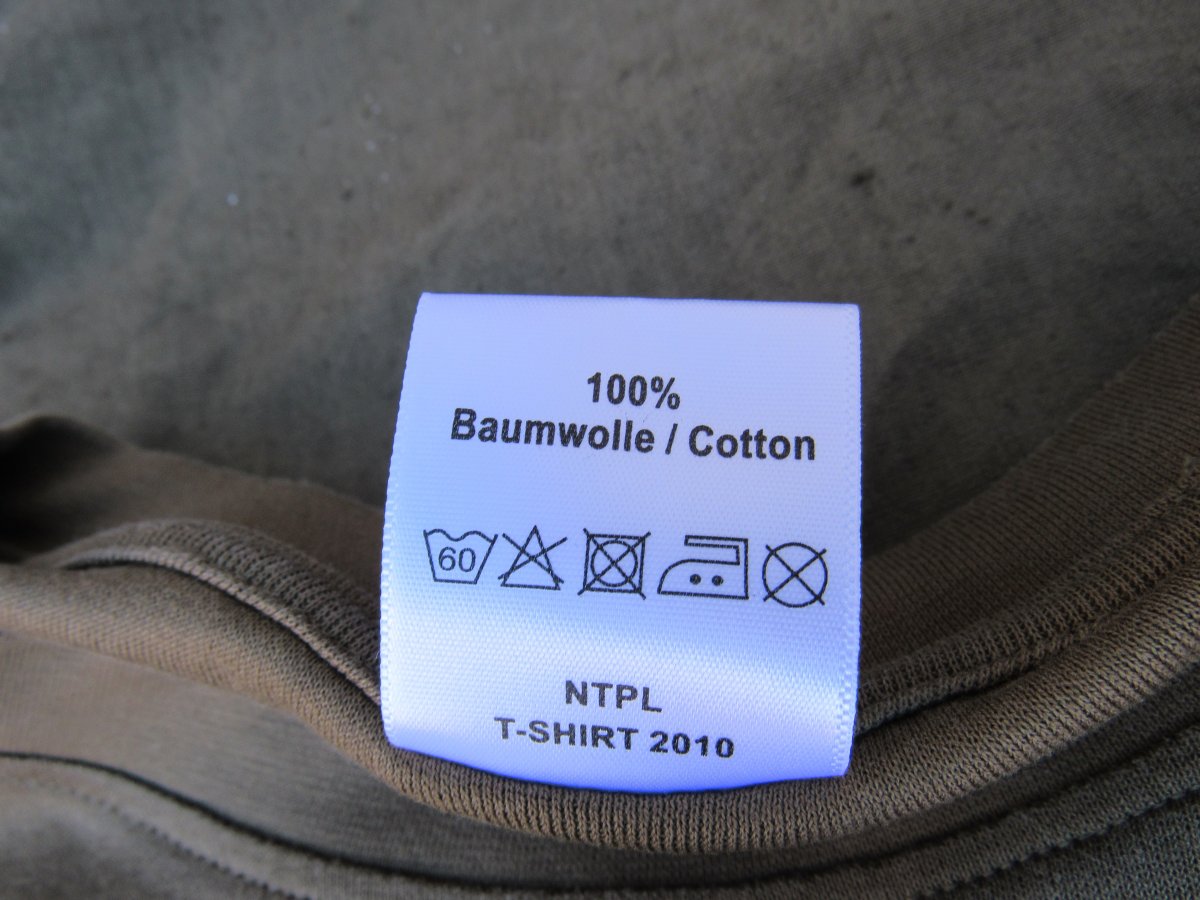 100%
Baumwolle / Cotton
60
NTPL
T-SHIRT 2010